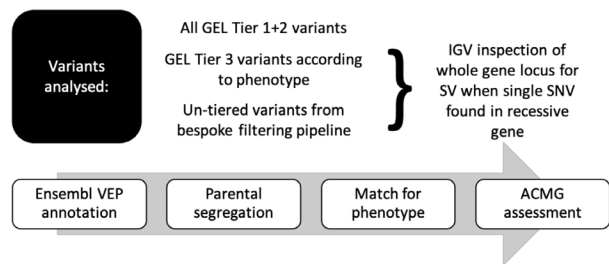 Variants
analysed:
All GEL Tier 1+2 variants
GEL Tier 3 variants according
to phenotype
Un-tiered variants from
bespoke filtering pipeline
IGV inspection of
whole gene locus for
SV when single SNV
found in recessive
gene
Ensembl VEP
annotation
Parental
segregation
Match for
phenotype
ACMG
assessment